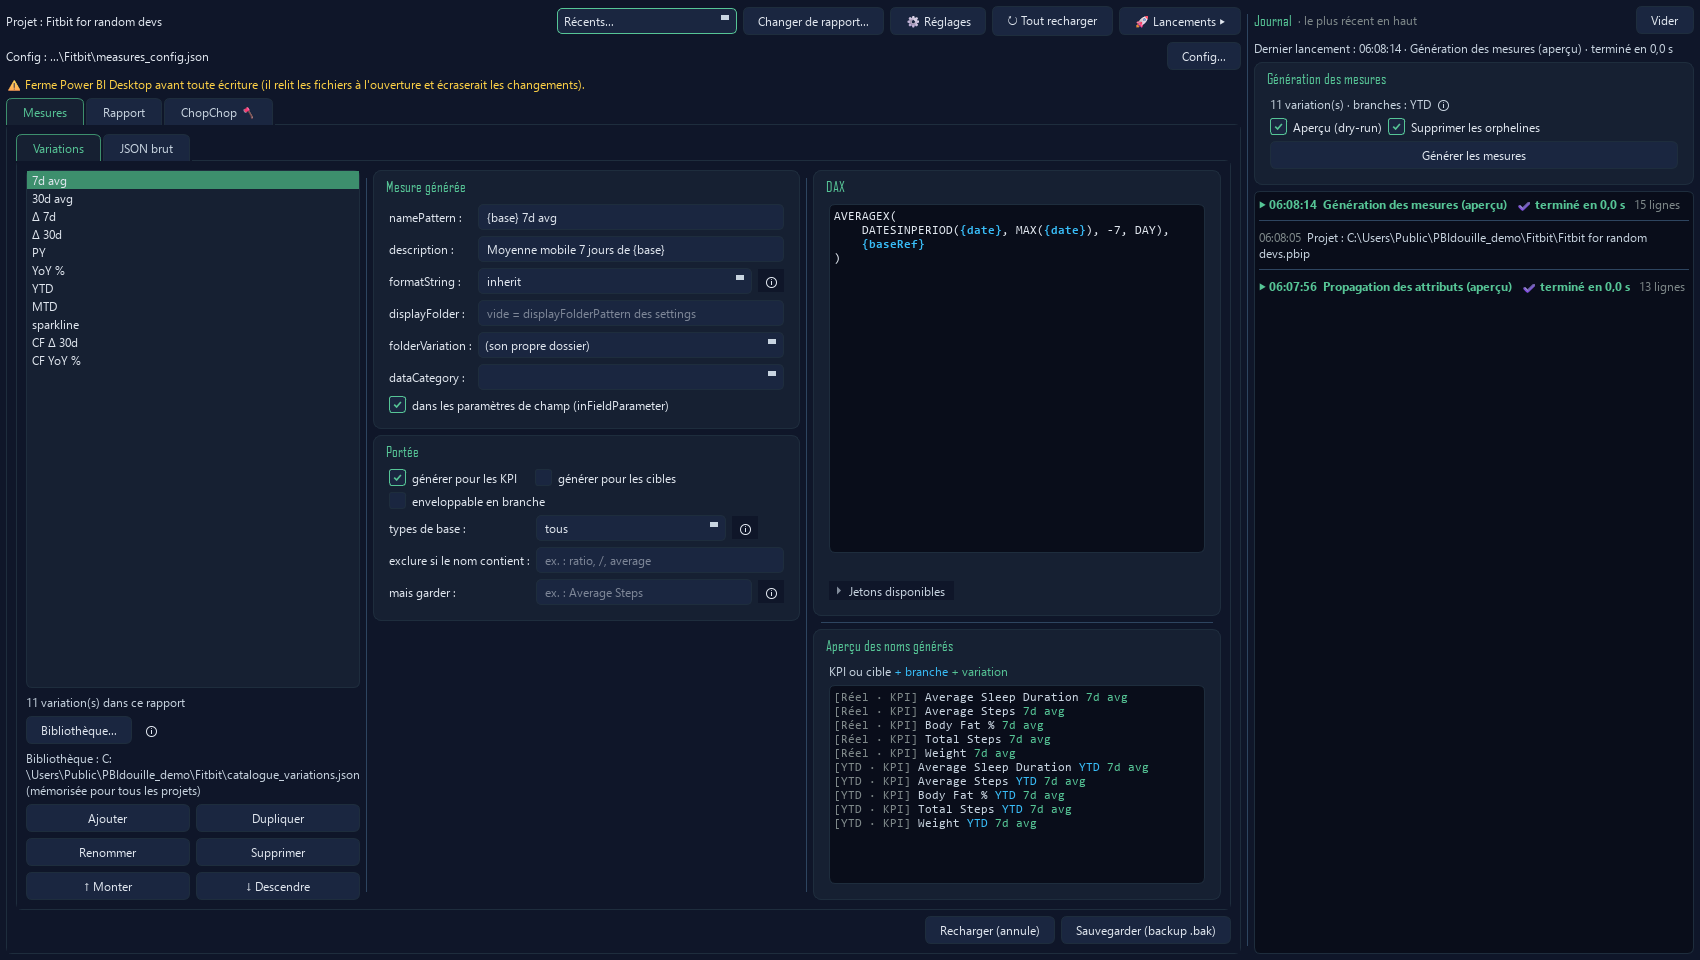 Projet : Fitbit for random devs
Récents...
Changer de rapport...
Réglages
Tout recharger
Lancements
Config : ...\Fitbit\measures_config.json
Config...
Ferme Power BI Desktop avant toute écriture (il relit les fichiers à l'ouverture et écraserait les changements).
Mesures
Rapport
ChopChop
Variations
JSON brut
7d avg
30d avg
Δ 7d
Δ 30d
PY
YoY %
YTD
MTD
sparkline
CF Δ 30d
CF YoY %
11 variation(s) dans ce rapport
Bibliothèque...
Bibliothèque : C:
\Users\Public\PBIdouille_demo\Fitbit\catalogue_variations.json
(mémorisée pour tous les projets)
Ajouter
Dupliquer
Renommer
Supprimer
↑ Monter
↓ Descendre
Mesure générée
namePattern : {base} 7d avg
description : Moyenne mobile 7 jours de {base}
formatString : inherit
displayFolder : vide = displayFolderPattern des settings
folderVariation : (son propre dossier)
dataCategory :
dans les paramètres de champ (inFieldParameter)
Portée
générer pour les KPI
générer pour les cibles
enveloppable en branche
types de base : tous
exclure si le nom contient : ex. : ratio, /, average
mais garder : ex. : Average Steps
DAX
AVERAGEX(
DATESINPERIOD({date}, MAX({date}), -7, DAY),
{baseRef}
)
Jetons disponibles
Aperçu des noms générés
KPI ou cible + branche + variation
[Réel · KPI] Average Sleep Duration 7d avg
[Réel · KPI] Average Steps 7d avg
[Réel · KPI] Body Fat % 7d avg
[Réel · KPI] Total Steps 7d avg
[Réel · KPI] Weight 7d avg
[YTD · KPI] Average Sleep Duration YTD 7d avg
[YTD · KPI] Average Steps YTD 7d avg
[YTD · KPI] Body Fat % YTD 7d avg
[YTD · KPI] Total Steps YTD 7d avg
[YTD · KPI] Weight YTD 7d avg
Recharger (annule)
Sauvegarder (backup .bak)
Journal · le plus récent en haut
Vider
Dernier lancement : 06:08:14 · Génération des mesures (aperçu) · terminé en 0,0 s
Génération des mesures
11 variation(s) · branches : YTD
Aperçu (dry-run)
Supprimer les orphelines
Générer les mesures
06:08:14 Génération des mesures (aperçu) ✔ terminé en 0,0 s 15 lignes
06:08:05 Projet : C:\Users\Public\PBIdouille_demo\Fitbit\Fitbit for random
devs.pbip
06:07:56 Propagation des attributs (aperçu) ✔ terminé en 0,0 s 13 lignes